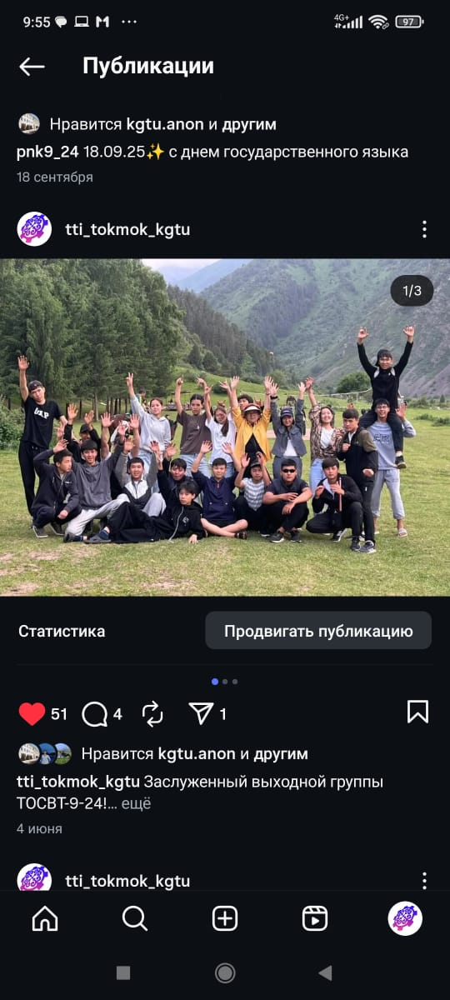 9:55
4G+
97
Публикации
Нравится kgtu.anon и другим
pnk9_24 18.09.25✨ с днем государственного языка
18 сентября
tti_tokmok_kgtu
1/3
GAP
Статистика
Продвигать публикацию
51 4 1
Нравится kgtu.anon и другим
tti_tokmok_kgtu Заслуженный выходной группы
ТОСВТ-9-24!... ещё
4 июня
tti_tokmok_kgtu